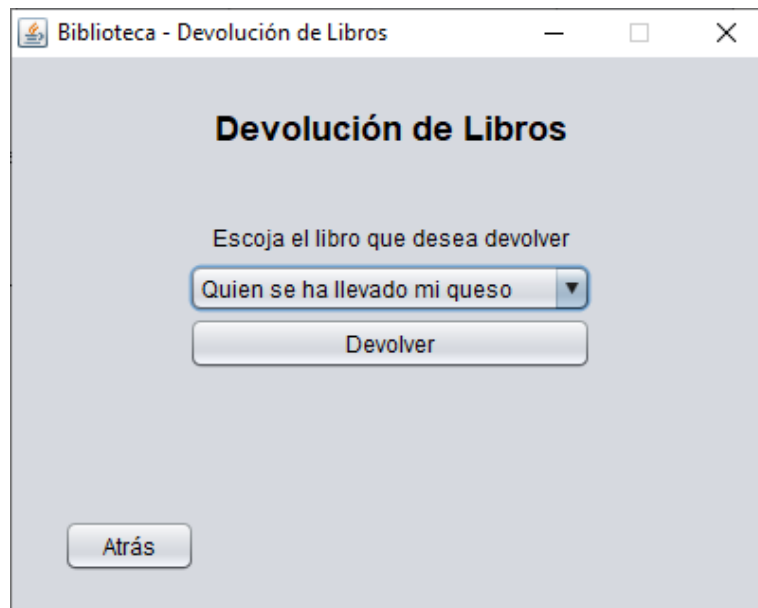 Biblioteca - Devolución de Libros
Devolución de Libros
Escoja el libro que desea devolver
Quien se ha llevado mi queso
Devolver
Atrás